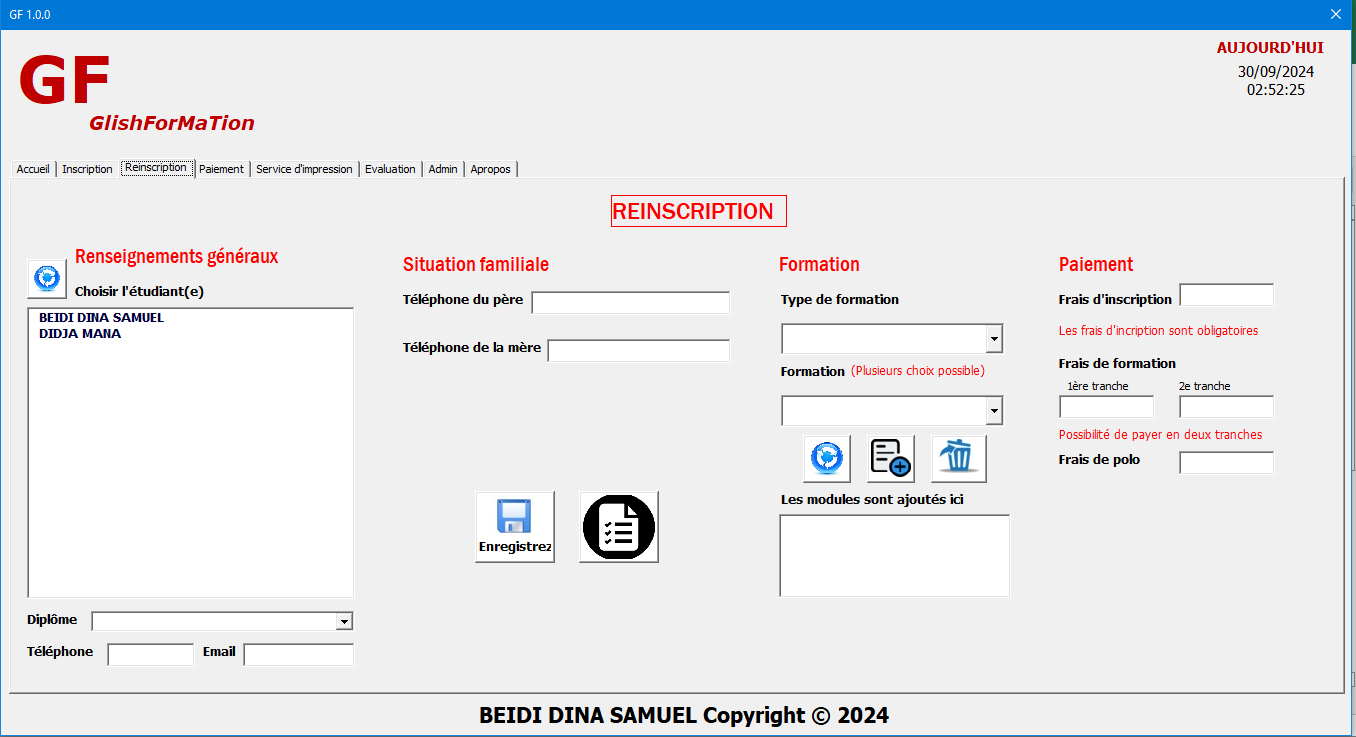 GF 1.0.0
AUJOURD'HUI
30/09/2024
02:52:25
GF
GlishForMaTion
Accueil Inscription Reinscription Paiement Service d'impression Evaluation Admin Apropos
REINSCRIPTION
Renseignements généraux
Choisir l'étudiant(e)
BEIDI DINA SAMUEL
DIDJA MANA
Diplôme
Téléphone Email
Situation familiale
Téléphone du père
Téléphone de la mère
Enregistrez
Formation
Type de formation
Formation (Plusieurs choix possible)
Les modules sont ajoutés ici
Paiement
Frais d'inscription
Les frais d'incription sont obligatoires
Frais de formation
1ère tranche 2e tranche
Possibilité de payer en deux tranches
Frais de polo
BEIDI DINA SAMUEL Copyright © 2024